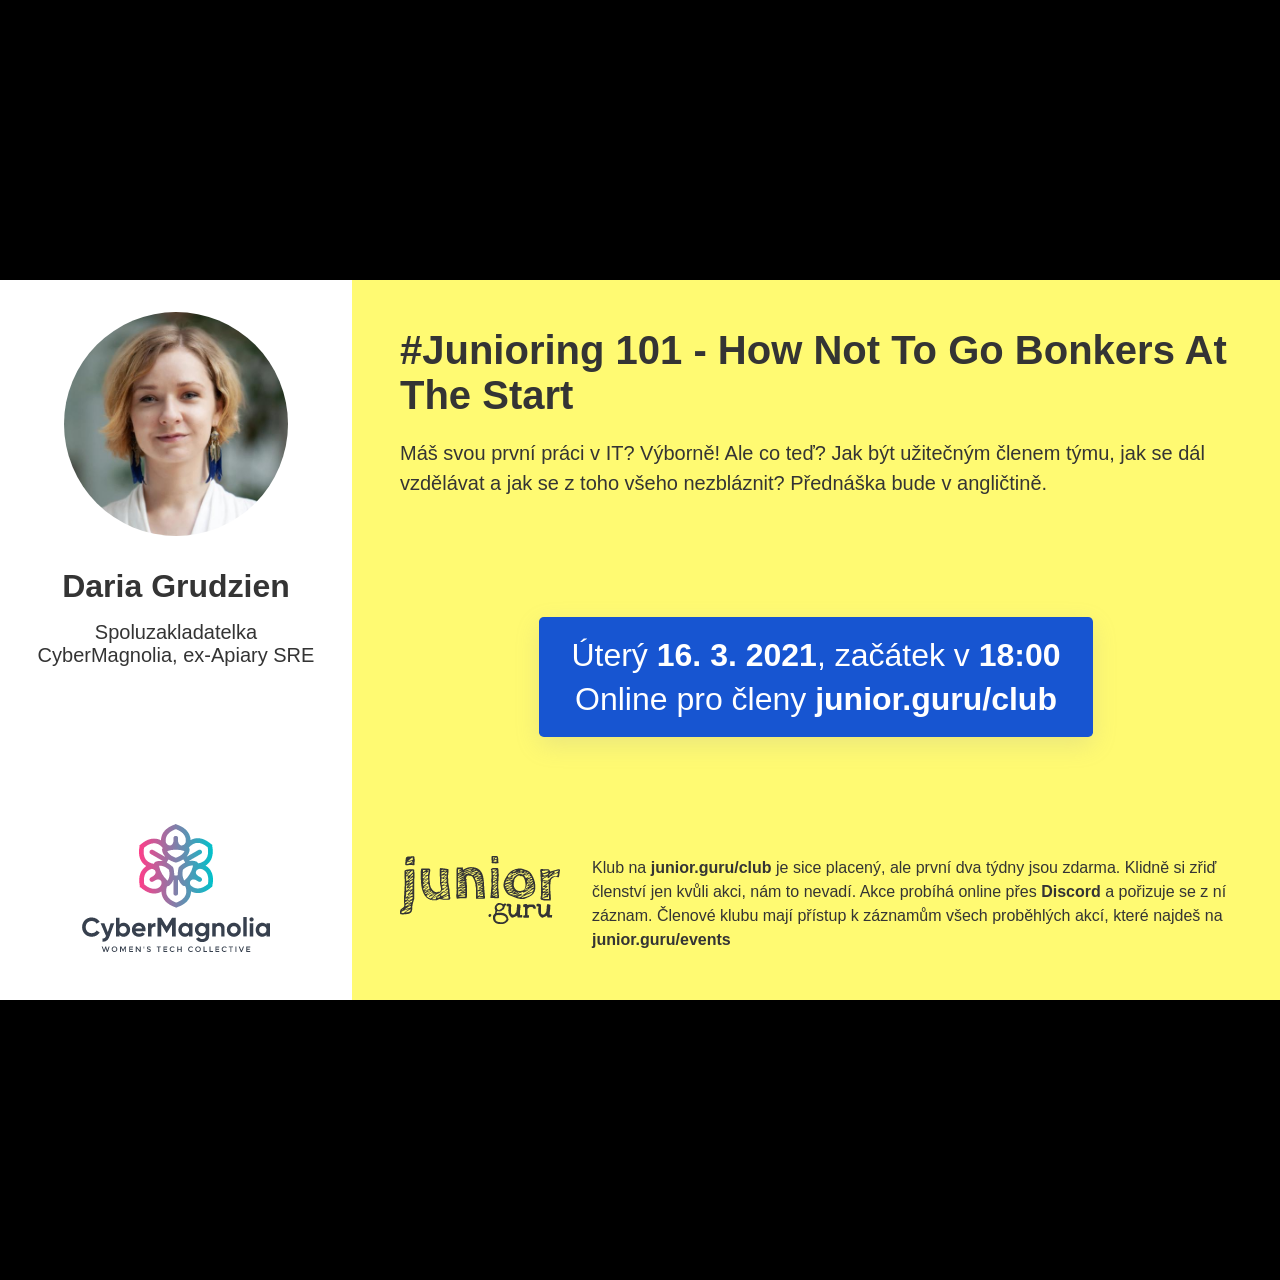 #Junioring 101 - How Not To Go Bonkers At
The Start
Máš svou první práci v IT? Výborně! Ale co teď? Jak být užitečným členem týmu, jak se dál
vzdělávat a jak se z toho všeho nezbláznit? Přednáška bude v angličtině.
Daria Grudzien
Spoluzakladatelka
CyberMagnolia, ex-Apiary SRE
Úterý 16. 3. 2021, začátek v 18:00
Online pro členy junior.guru/club
CyberMagnolia
WOMEN'S TECH COLLECTIVE
junior
.guru
Klub na junior.guru/club je sice placený, ale první dva týdny jsou zdarma. Klidně si zřiď
členství jen kvůli akci, nám to nevadí. Akce probíhá online přes Discord a pořizuje se z ní
záznam. Členové klubu mají přístup k záznamům všech proběhlých akcí, které najdeš na
junior.guru/events